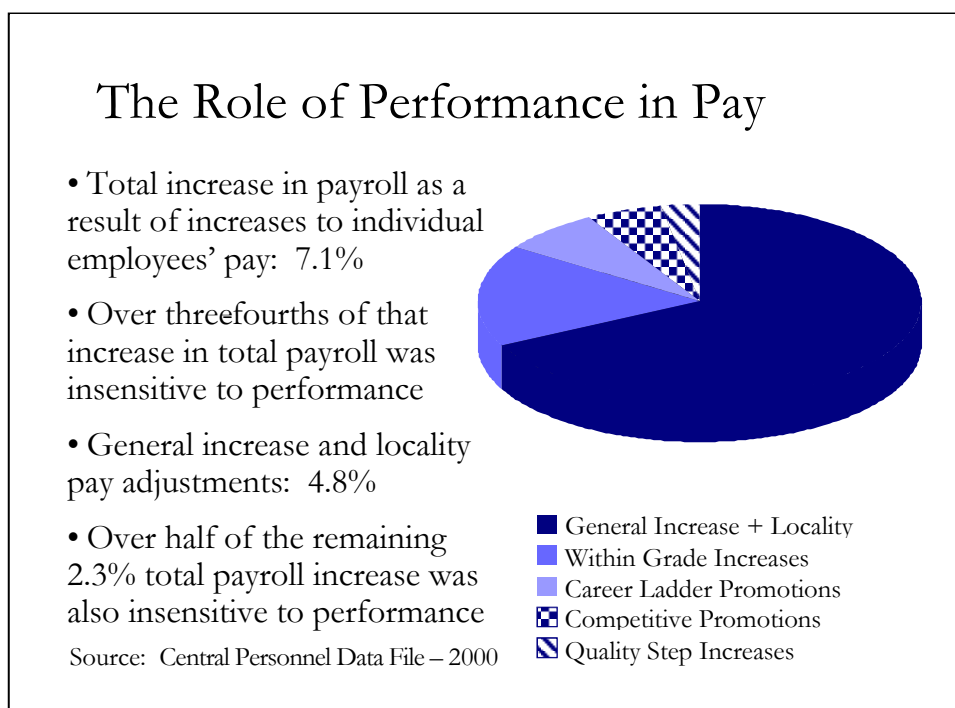 The Role of Performance in Pay
• Total increase in payroll as a
result of increases to individual
employees’ pay: 7.1%
• Over three-fourths of that
increase in total payroll was
insensitive to performance
• General increase and locality
pay adjustments: 4.8%
• Over half of the remaining
2.3% total payroll increase was
also insensitive to performance
Source: Central Personnel Data File – 2000
General Increase + Locality
Within Grade Increases
Career Ladder Promotions
Competitive Promotions
Quality Step Increases